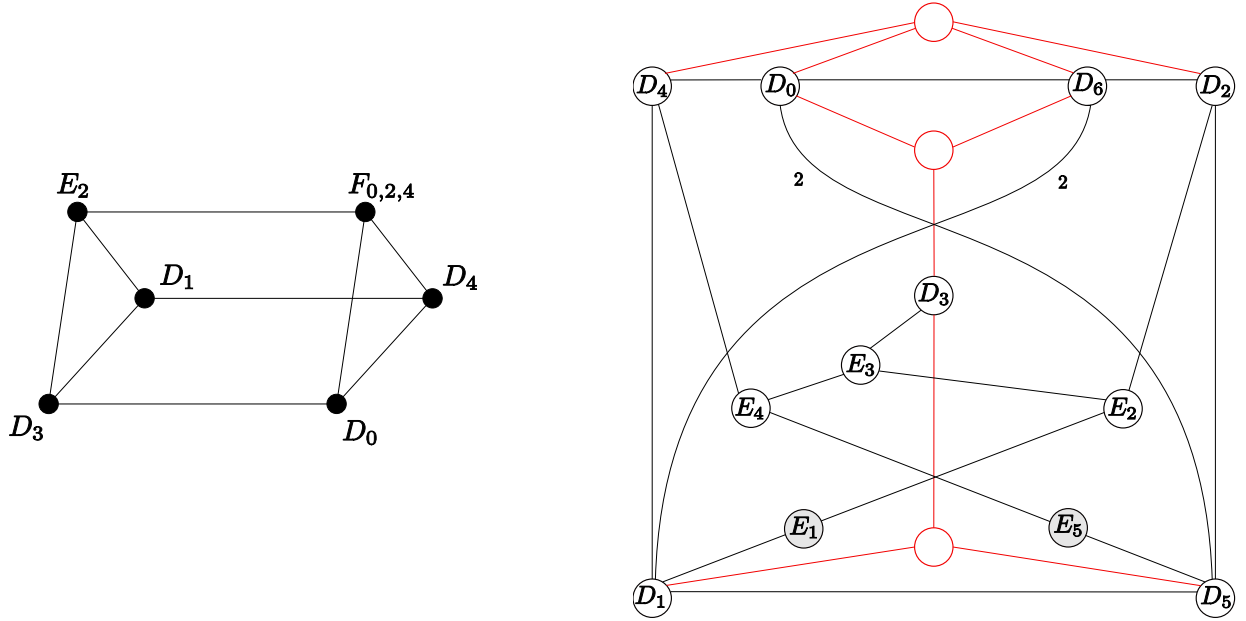 E₂ F₀,₂,₄
D₁ D₄
D₃ D₀
D₄ D₀ D₆ D₂
2 2
D₃
E₃
E₄ E₂
E₁ E₅
D₁ D₅